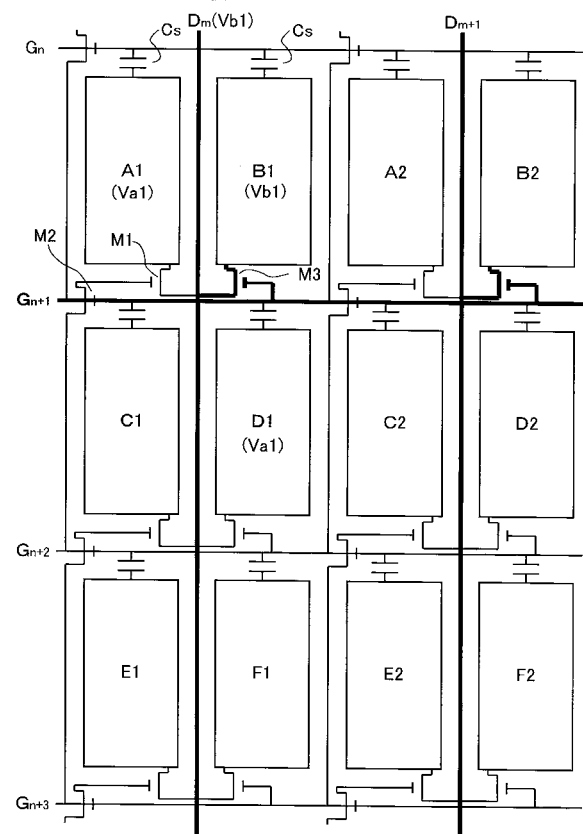 Dm(Vb1)
Dm+1
Gn
Cs
Cs
A1
(Va1)
B1
(Vb1)
A2
B2
M2
M1
M3
Gn+1
C1
D1
(Va1)
C2
D2
Gn+2
E1
F1
E2
F2
Gn+3